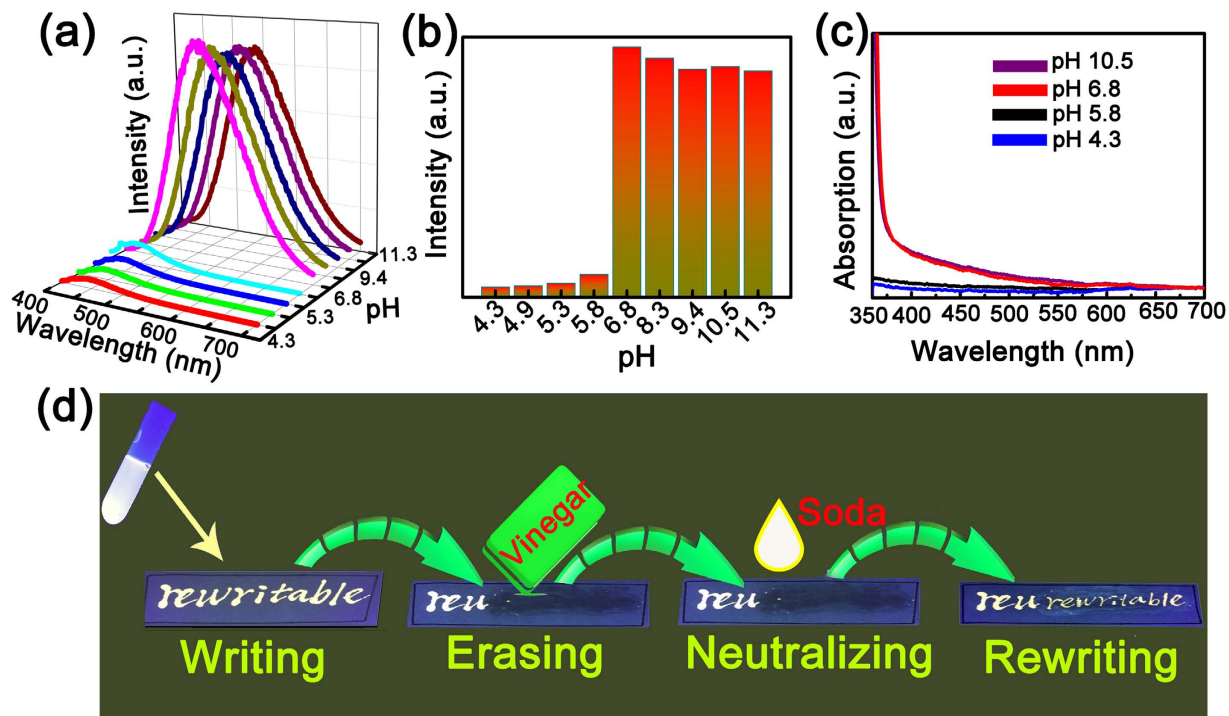 (a)
Intensity (a.u.)
400
500
600
700
Wavelength (nm)
4.3
5.3
6.8
9.4
11.3
pH
(b)
Intensity (a.u.)
4.3 4.9 5.3 5.8 6.8 8.3 9.4 10.5 11.3
pH
(c)
Absorption (a.u.)
pH 10.5
pH 6.8
pH 5.8
pH 4.3
350 400 450 500 550 600 650 700
Wavelength (nm)
(d)
Vinegar
Soda
rewritable
reu
reu
reu rewritable
Writing
Erasing
Neutralizing
Rewriting